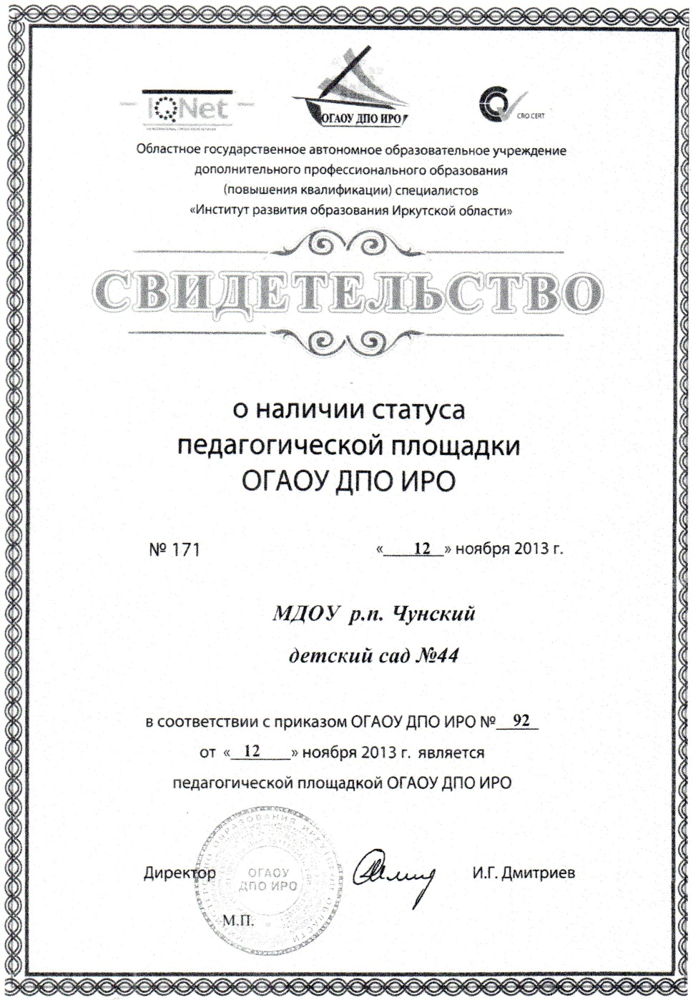 IQNet
ОГАОУ ДПО ИРО
CRO CERT
Областное государственное автономное образовательное учреждение
дополнительного профессионального образования
(повышения квалификации) специалистов
«Институт развития образования Иркутской области»
СВИДЕТЕЛЬСТВО
о наличии статуса
педагогической площадки
ОГАОУ ДПО ИРО
№ 171 « 12 » ноября 2013 г.
МДОУ р.п. Чунский
детский сад №44
в соответствии с приказом ОГАОУ ДПО ИРО № 92
от « 12 » ноября 2013 г. является
педагогической площадкой ОГАОУ ДПО ИРО
Директор И.Г. Дмитриев
ОГАОУ
ДПО ИРО
М.П.